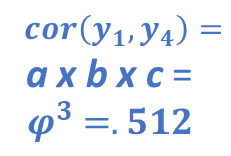 cor(y₁, y₄) =
a x b x c =
φ³ =. 512